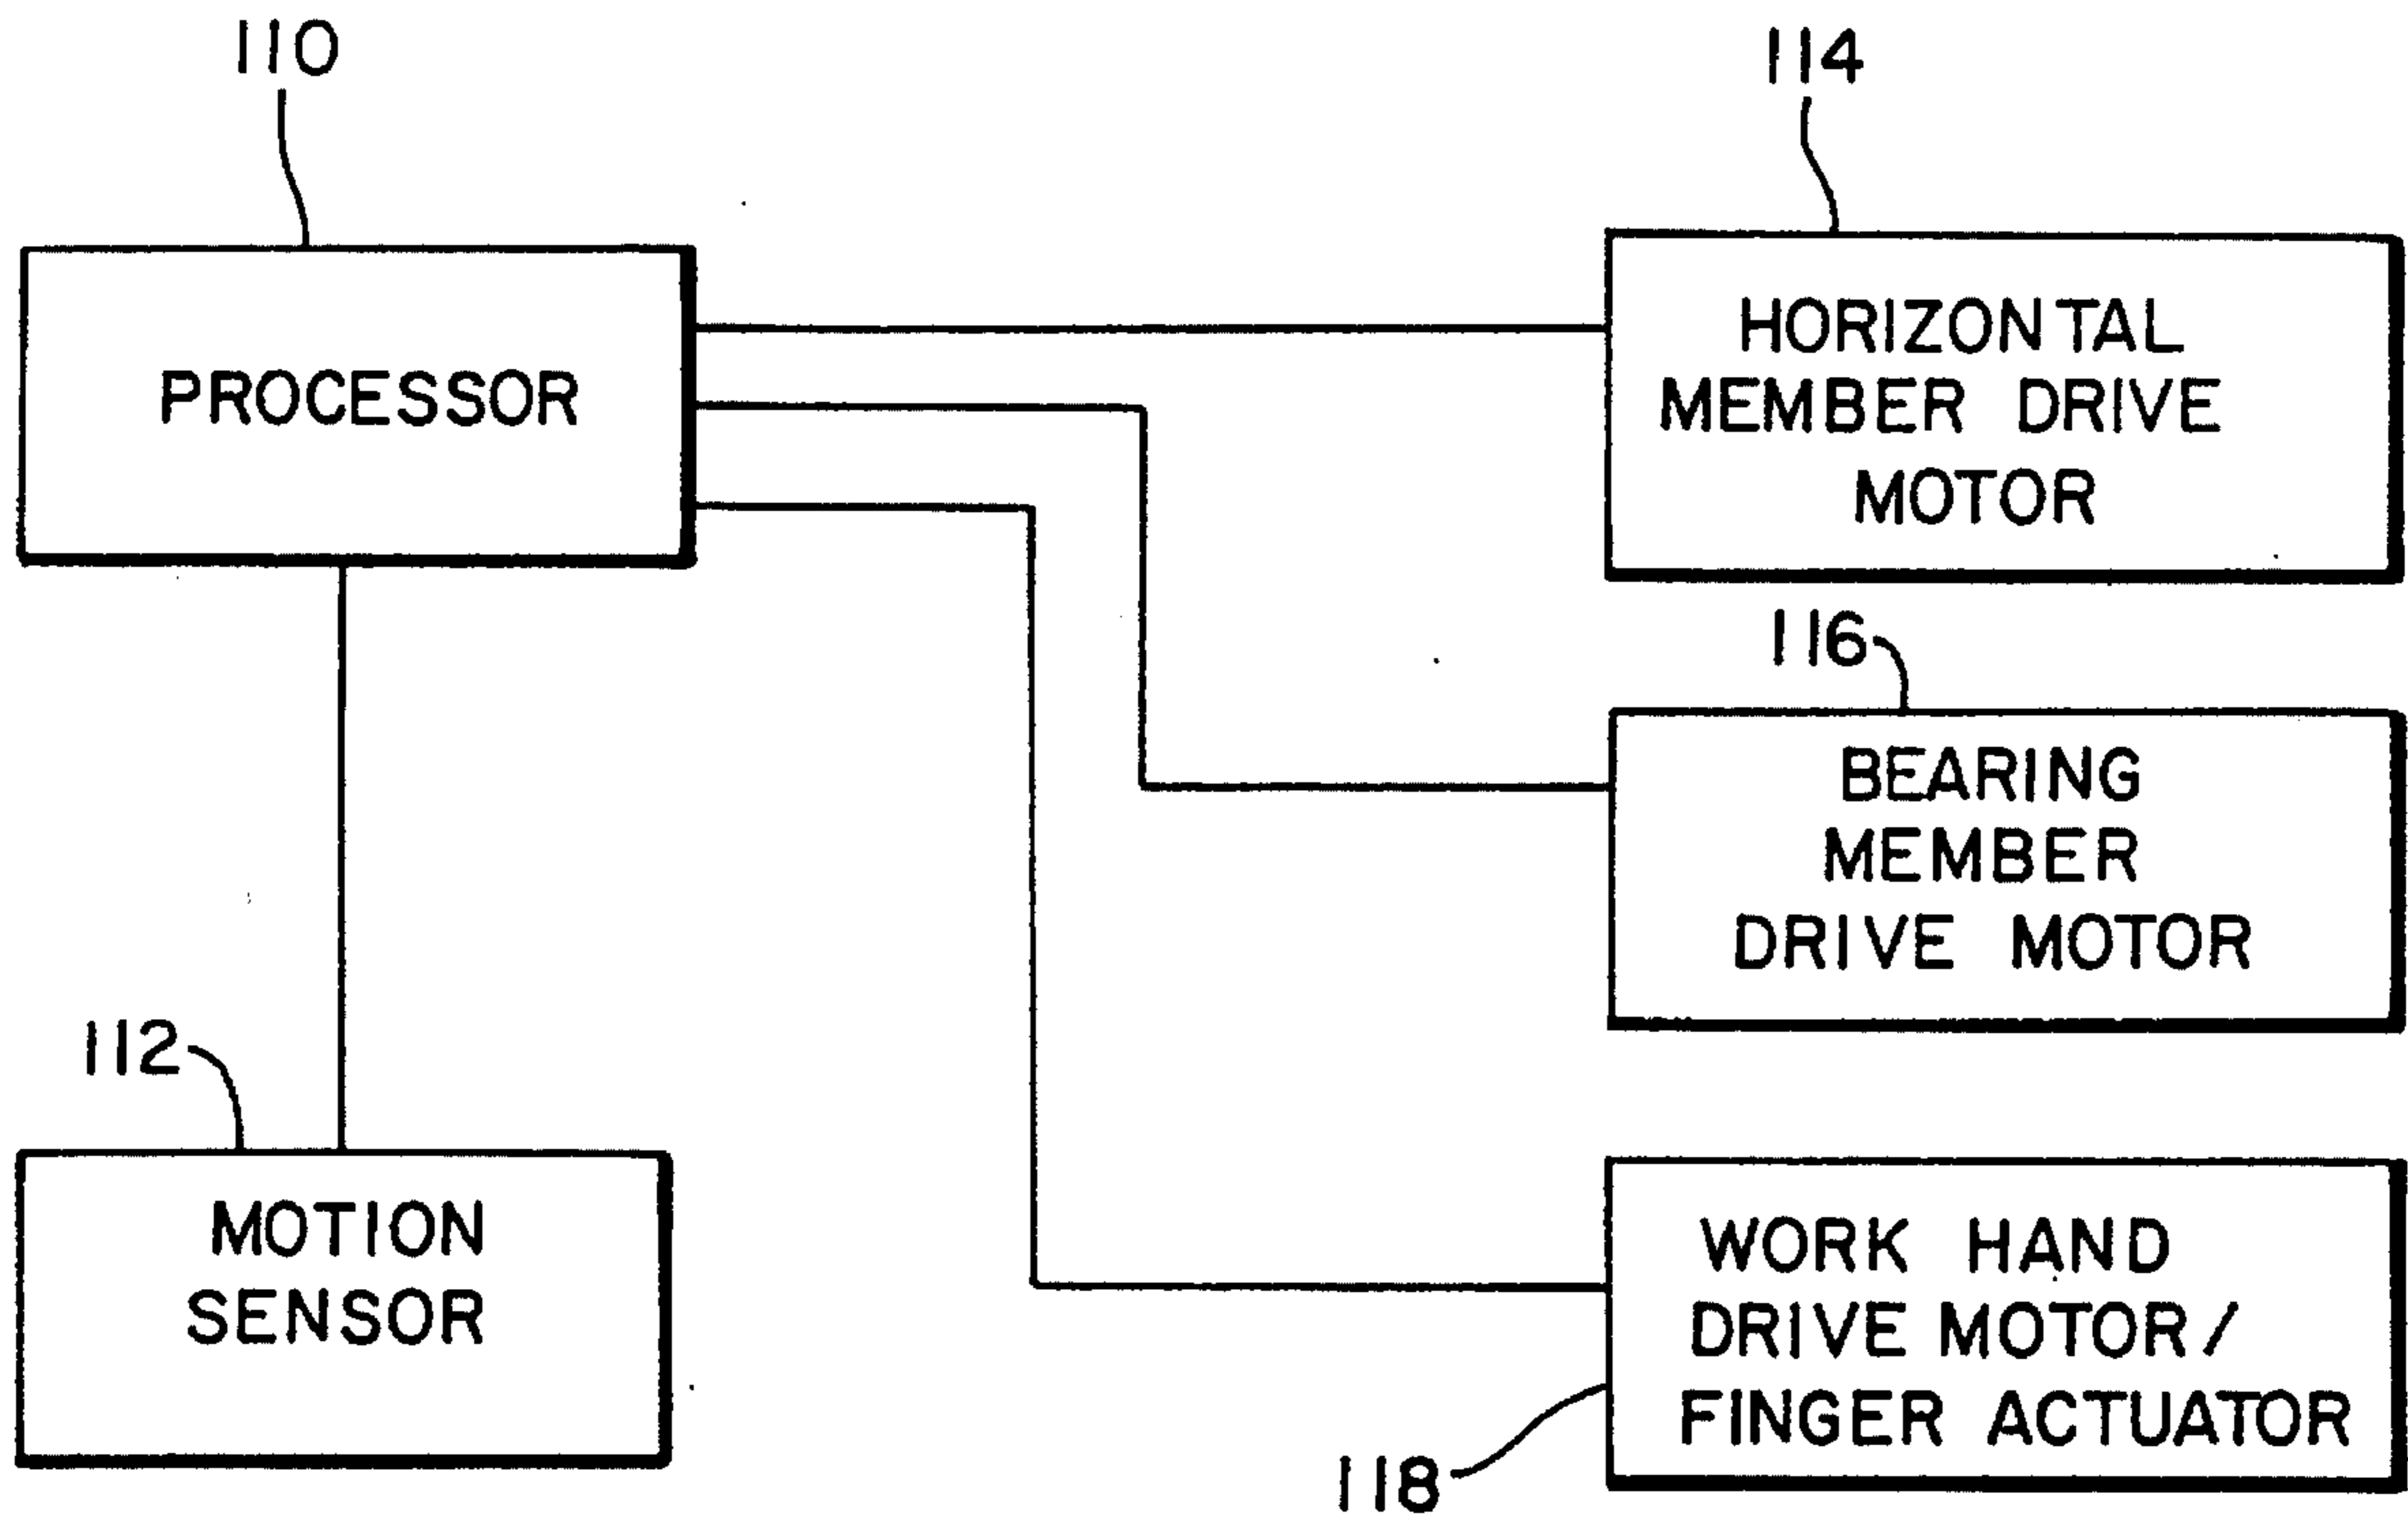 110
114
PROCESSOR
HORIZONTAL
MEMBER DRIVE
MOTOR
116
BEARING
MEMBER
DRIVE MOTOR
112
MOTION
SENSOR
WORK HAND
DRIVE MOTOR/
FINGER ACTUATOR
118